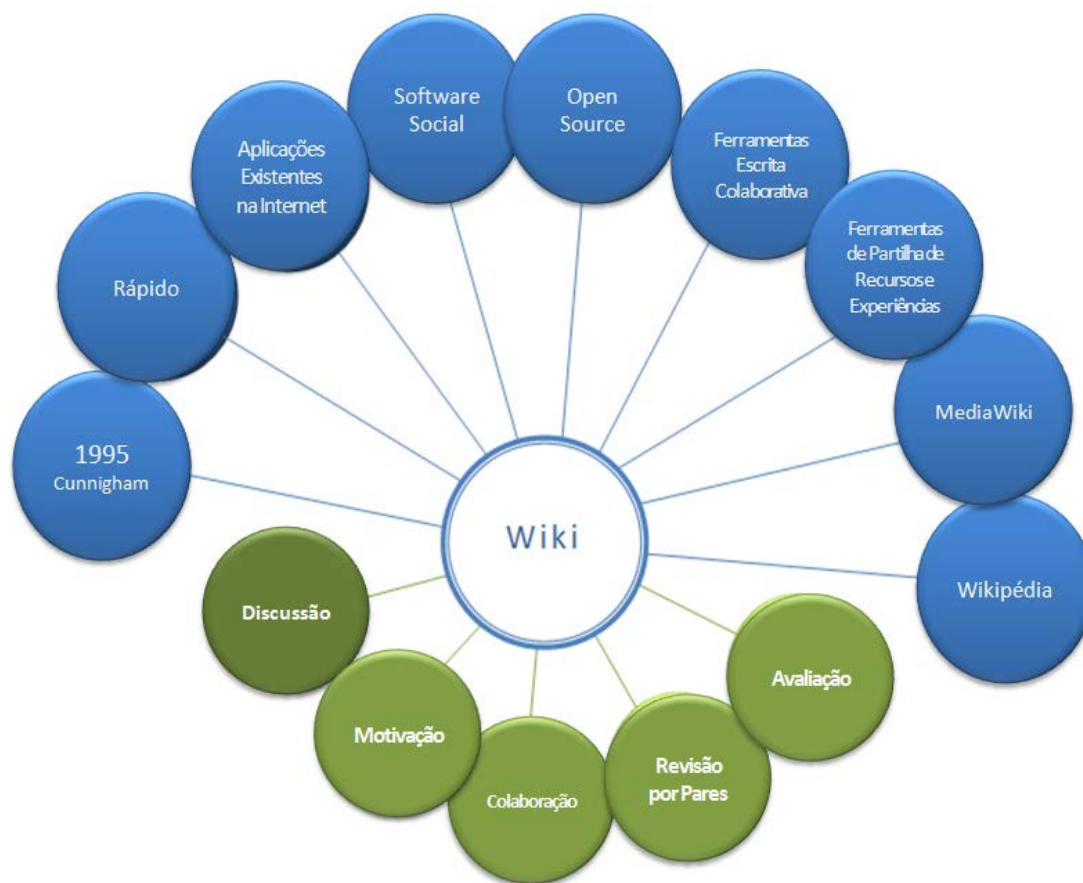 Software
Social
Open
Source
Aplicações
Existentes
na Internet
Ferramentas
Escrita
Colaborativa
Rápido
Ferramentas
de Partilha de
Recursos e
Experiências
1995
Cunnigham
MediaWiki
Wiki
Wikipédia
Discussão
Motivação
Colaboração
Revisão
por Pares
Avaliação